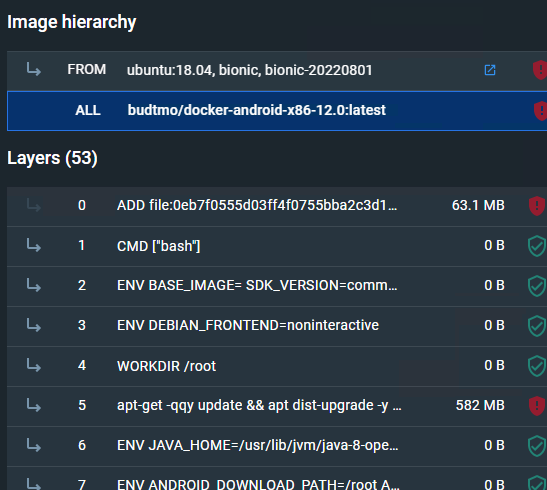 Image hierarchy
FROM ubuntu:18.04, bionic, bionic-20220801
ALL budtmo/docker-android-x86-12.0:latest
Layers (53)
0 ADD file:0eb7f0555d03ff4f0755bba2c3d1... 63.1 MB
1 CMD ["bash"] 0 B
2 ENV BASE_IMAGE= SDK_VERSION=comm... 0 B
3 ENV DEBIAN_FRONTEND=noninteractive 0 B
4 WORKDIR /root 0 B
5 apt-get -qqy update && apt dist-upgrade -y ... 582 MB
6 ENV JAVA_HOME=/usr/lib/jvm/java-8-ope... 0 B
7 ENV ANDROID_DOWNLOAD_PATH=/root A... 0 B